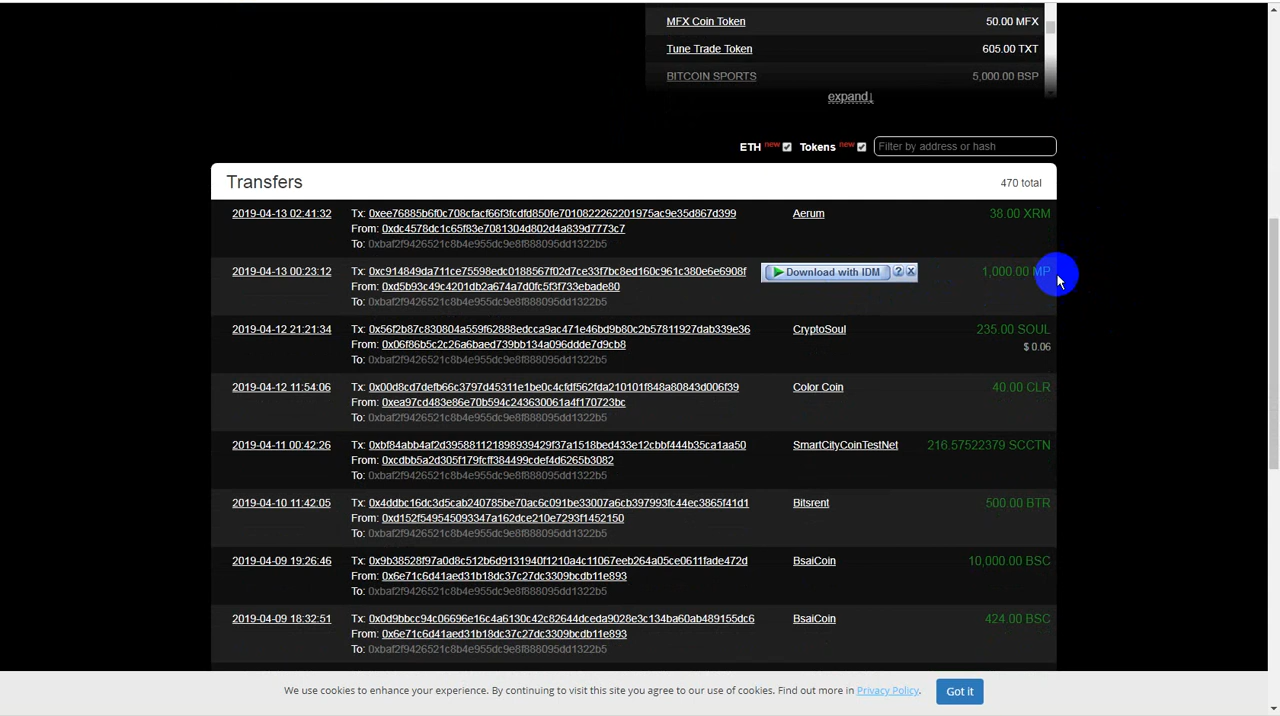 MFX Coin Token 50.00 MFX
Tune Trade Token 605.00 TXT
BITCOIN SPORTS 5,000.00 BSP
expand↓
ETH new Tokens new Filter by address or hash
Transfers 470 total
2019-04-13 02:41:32 Tx: 0xee76885b6f0c708cfacf66f3fcdfd850fe7010822262201975ac9e35d867d399 Aerum 38.00 XRM
From: 0xdc4578dc1c65f83e7081304d802d4a839d7773c7
To: 0xbaf2f9426521c8b4e955dc9e8f888095dd1322b5
2019-04-13 00:23:12 Tx: 0xc914849da711ce75598edc0188567f02d7ce33f7bc8ed160c961c380e6e6908f Download with IDM ? x 1,000.00 MP
From: 0xd5b93c49c4201db2a674a7d0fc5f3f733ebade80
To: 0xbaf2f9426521c8b4e955dc9e8f888095dd1322b5
2019-04-12 21:21:34 Tx: 0x56f2b87c830804a559f62888edcca9ac471e46bd9b80c2b57811927dab339e36 CryptoSoul 235.00 SOUL
From: 0x06f86b5c2c26a6baed739bb134a096ddde7d9cb8 $ 0.06
To: 0xbaf2f9426521c8b4e955dc9e8f888095dd1322b5
2019-04-12 11:54:06 Tx: 0x00d8cd7defb66c3797d45311e1be0c4cfdf562fda210101f848a80843d006f39 Color Coin 40.00 CLR
From: 0xea97cd483e86e70b594c243630061a4f170723bc
To: 0xbaf2f9426521c8b4e955dc9e8f888095dd1322b5
2019-04-11 00:42:26 Tx: 0xbf84abb4af2d395881121898939429f37a1518bed433e12cbbf444b35ca1aa50 SmartCityCoinTestNet 216.57522379 SCCTN
From: 0xcdbb5a2d305f179fcff384499cdef4d6265b3082
To: 0xbaf2f9426521c8b4e955dc9e8f888095dd1322b5
2019-04-10 11:42:05 Tx: 0x4ddbc16dc3d5cab240785be70ac6c091be33007a6cb397993fc44ec3865f41d1 Bitsrent 500.00 BTR
From: 0xd152f549545093347a162dce210e7293f1452150
To: 0xbaf2f9426521c8b4e955dc9e8f888095dd1322b5
2019-04-09 19:26:46 Tx: 0x9b38528f97a0d8c512b6d9131940f1210a4c11067eeb264a05ce0611fade472d BsaiCoin 10,000.00 BSC
From: 0x6e71c6d41aed31b18dc37c27dc3309bcdb11e893
To: 0xbaf2f9426521c8b4e955dc9e8f888095dd1322b5
2019-04-09 18:32:51 Tx: 0x0d9bbcc94c06696e16c4a6130c42c82644dceda9028e3c134ba60ab489155dc6 BsaiCoin 424.00 BSC
From: 0x6e71c6d41aed31b18dc37c27dc3309bcdb11e893
To: 0xbaf2f9426521c8b4e955dc9e8f888095dd1322b5
We use cookies to enhance your experience. By continuing to visit this site you agree to our use of cookies. Find out more in Privacy Policy. Got it